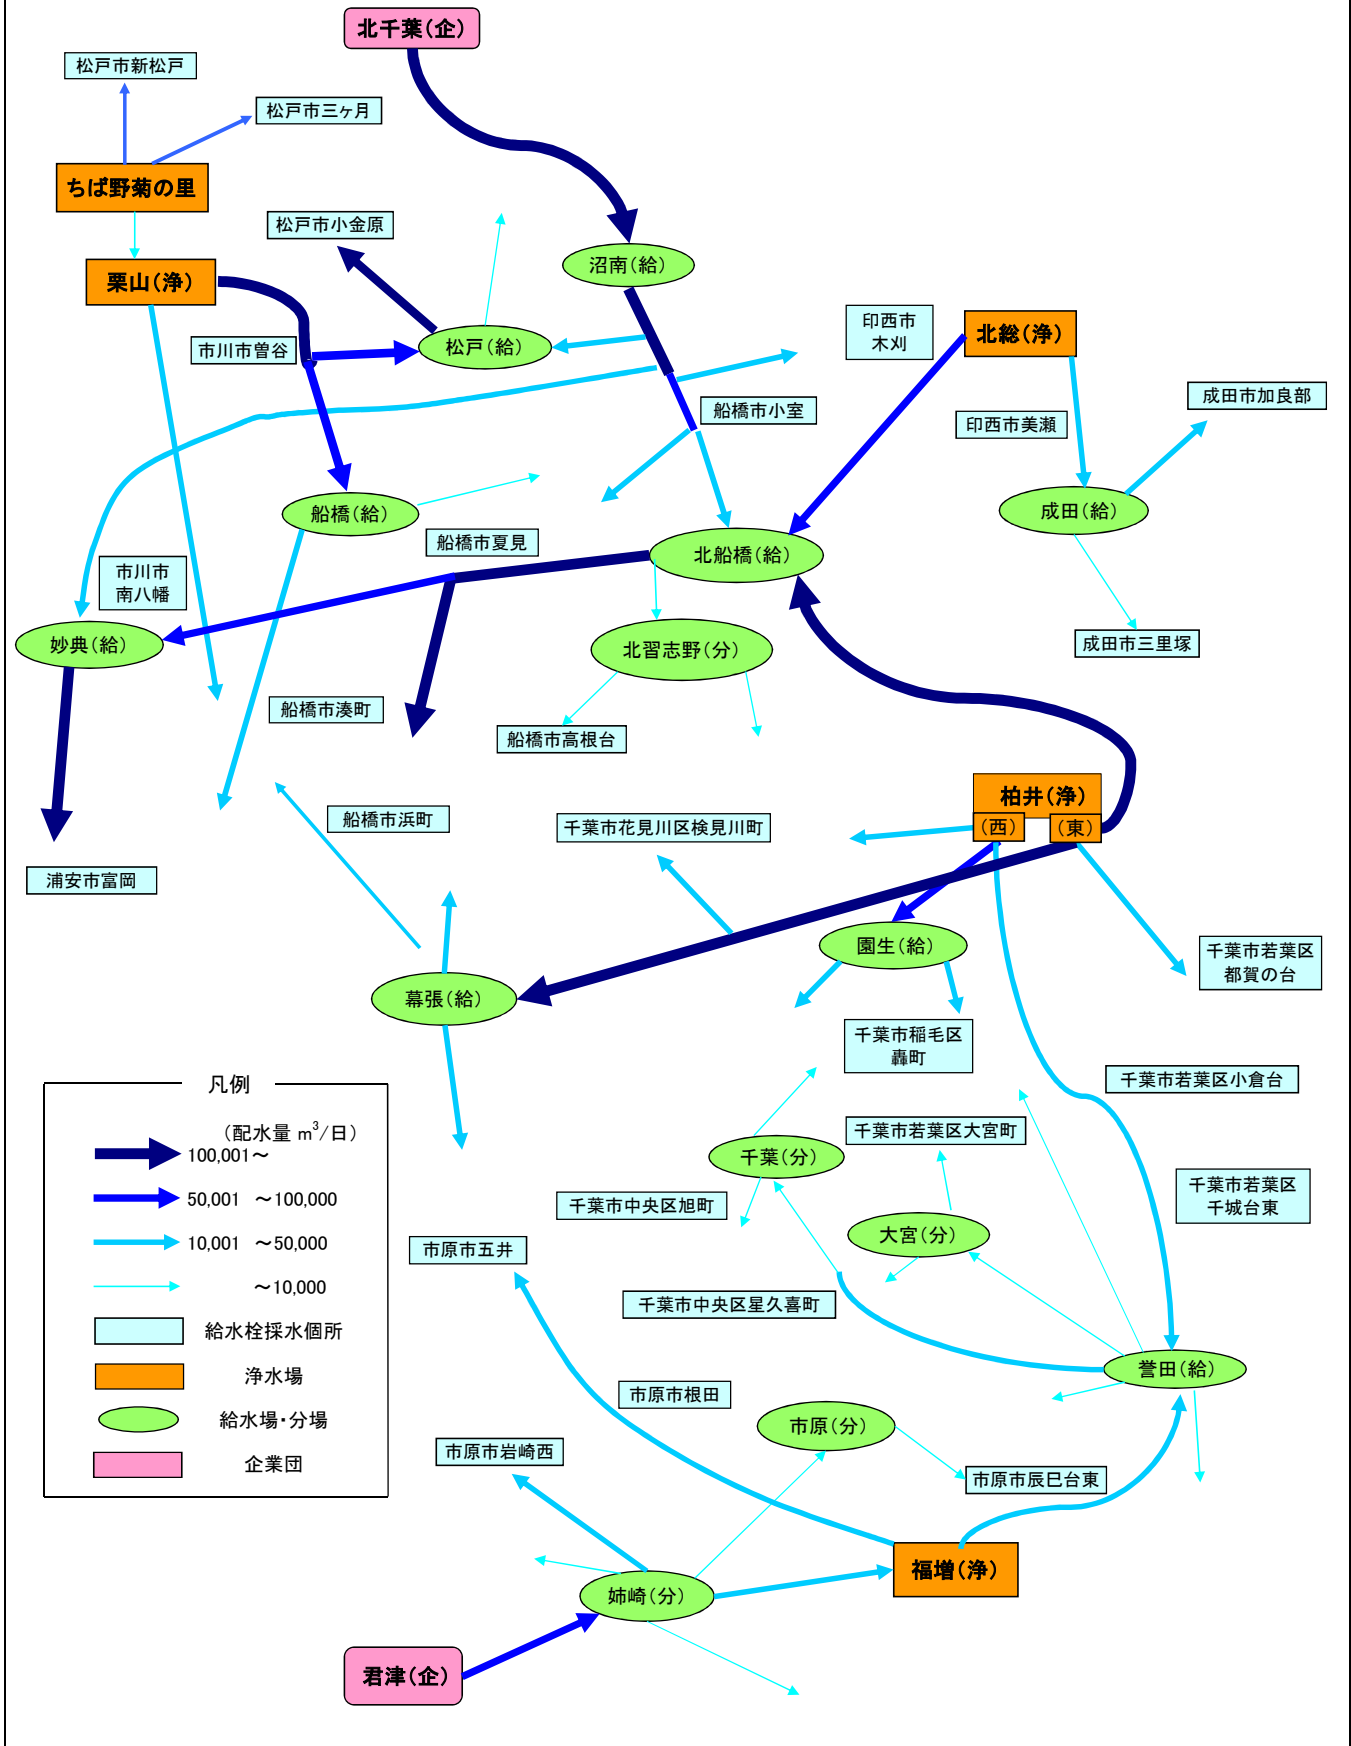 北千葉(企)
松戸市新松戸
松戸市三ヶ月
ちば野菊の里
松戸市小金原
沼南(給)
栗山(浄)
市川市曽谷
松戸(給)
印西市
木刈
北総(浄)
船橋市小室
成田市加良部
印西市美瀬
船橋(給)
成田(給)
船橋市夏見
北船橋(給)
市川市
南八幡
妙典(給)
北習志野(分)
成田市三里塚
船橋市湊町
船橋市高根台
柏井(浄)
(西)
(東)
船橋市浜町
千葉市花見川区検見川町
浦安市富岡
園生(給)
千葉市若葉区
都賀の台
幕張(給)
千葉市稲毛区
轟町
千葉市若葉区小倉台
凡例
(配水量 m³/日)
100,001～
50,001 ～100,000
10,001 ～50,000
～10,000
給水栓採水個所
浄水場
給水場・分場
企業団
千葉市若葉区大宮町
千葉(分)
千葉市若葉区
千城台東
千葉市中央区旭町
大宮(分)
市原市五井
千葉市中央区星久喜町
誉田(給)
市原市根田
市原(分)
市原市岩崎西
市原市辰巳台東
福増(浄)
姉崎(分)
君津(企)